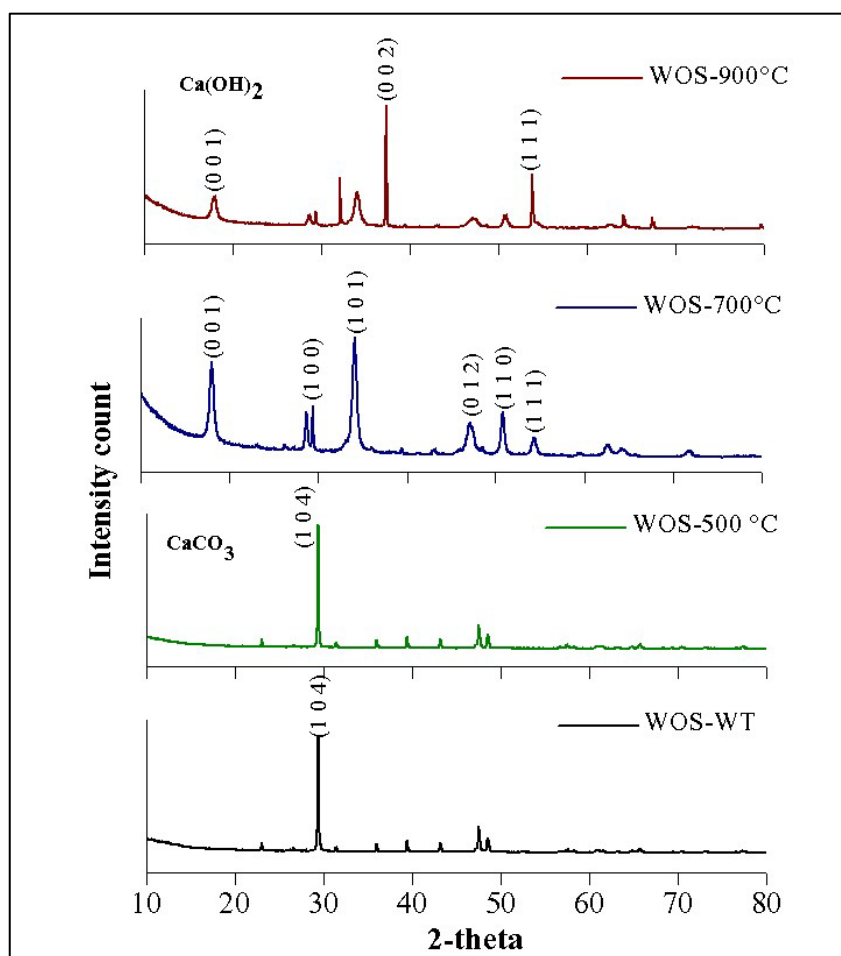 Ca(OH)2
(0 0 1)
(0 0 2)
(1 1 1)
WOS-900°C
(0 0 1)
(1 0 0)
(1 0 1)
(0 1 2)
(1 1 0)
(1 1 1)
WOS-700°C
CaCO3
(1 0 4)
WOS-500 °C
(1 0 4)
WOS-WT
Intensity count
10 20 30 40 50 60 70 80
2-theta